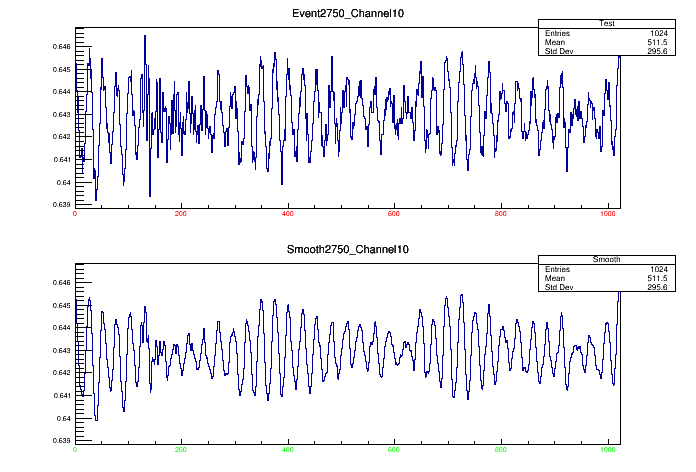 Event2750_Channel10
Test
Entries 1024
Mean 511.5
Std Dev 295.6
0.646
0.645
0.644
0.643
0.642
0.641
0.64
0.639
0 200 400 600 800 1000
Smooth2750_Channel10
Smooth
Entries 1024
Mean 511.5
Std Dev 295.6
0.646
0.645
0.644
0.643
0.642
0.641
0.64
0.639
0 200 400 600 800 1000